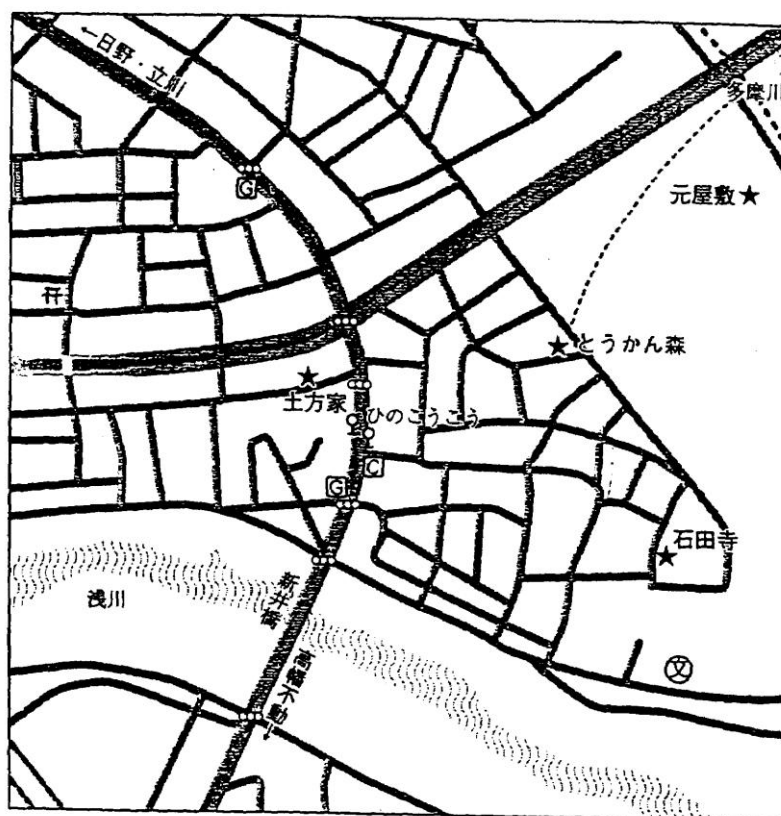 ←日野・立川
多摩川
G
元屋敷★
★とうかん森
★
土方家
ひのこうこう
C
G
石田寺
★
浅川
新井橋
高幡不動→
文